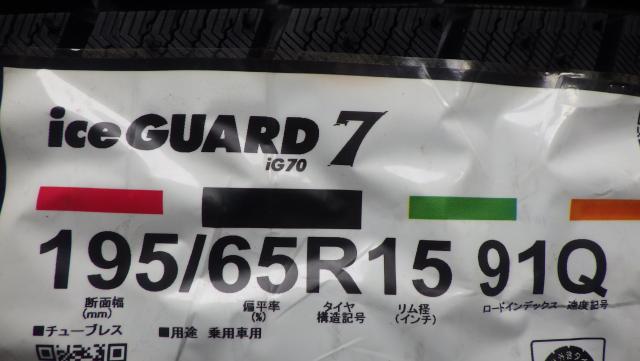 iceGUARD 7
iG70
195/65R15 91Q
断面幅 (mm) 偏平率 (%) タイヤ構造記号 リム径 (インチ) ロードインデックス 速度記号
■チューブレス ■用途 乗用車用